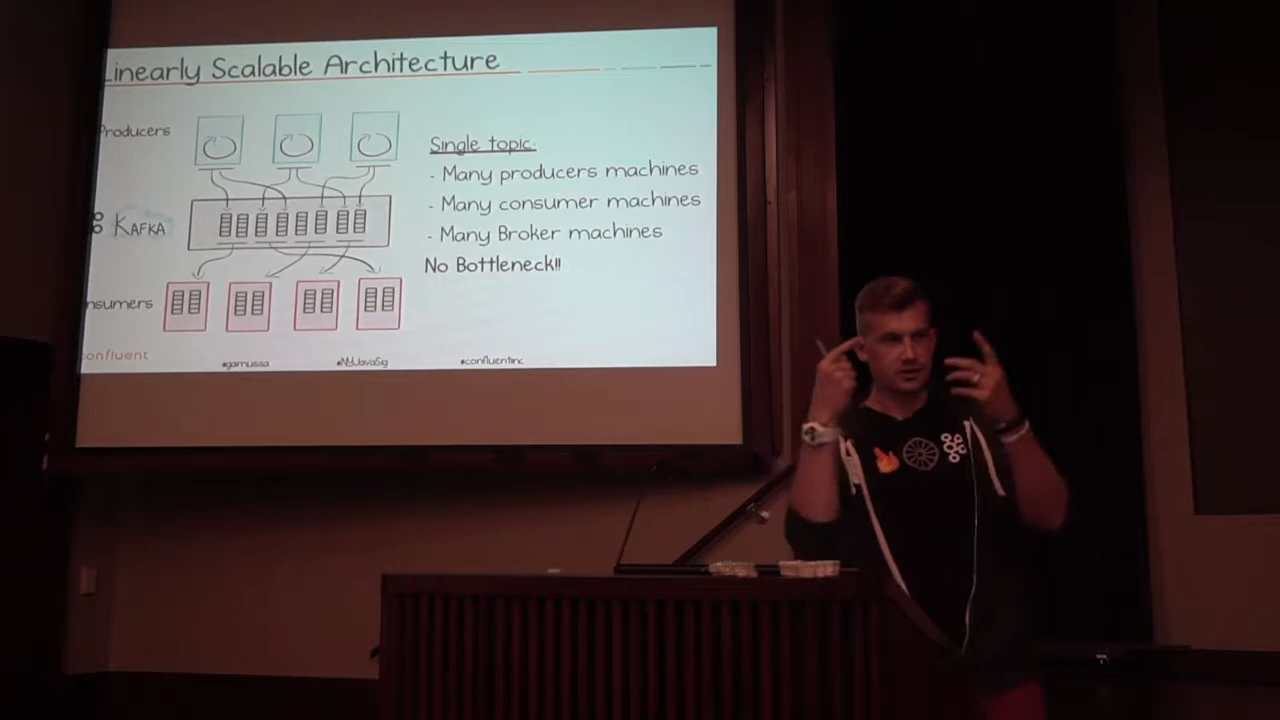 Linearly Scalable Architecture
Producers
KAFKA
nsumers
confluent
Single topic:
- Many producers machines
- Many consumer machines
- Many Broker machines
No Bottleneck!!
@gamussa
#NYJavaSig
@confluentinc